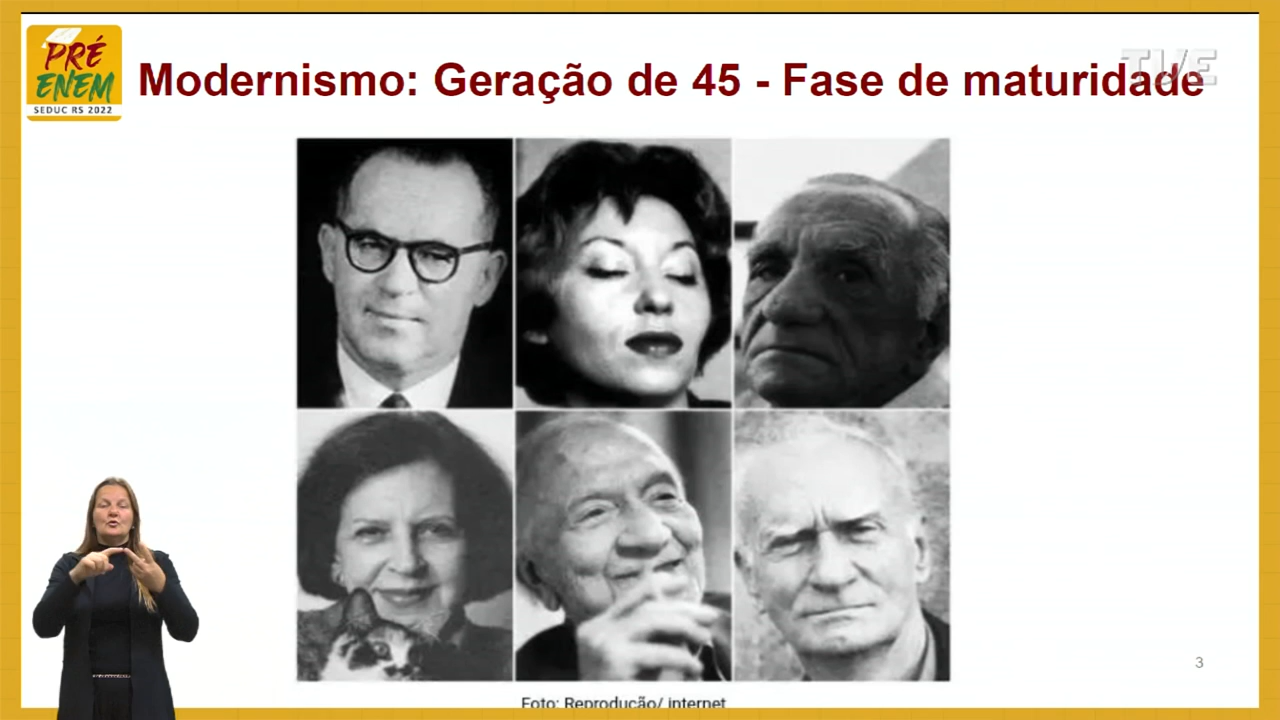 PRÉ
ENEM
SEDUC RS 2022
Modernismo: Geração de 45 - Fase de maturidade
TVE
Foto: Reprodução/ internet
3